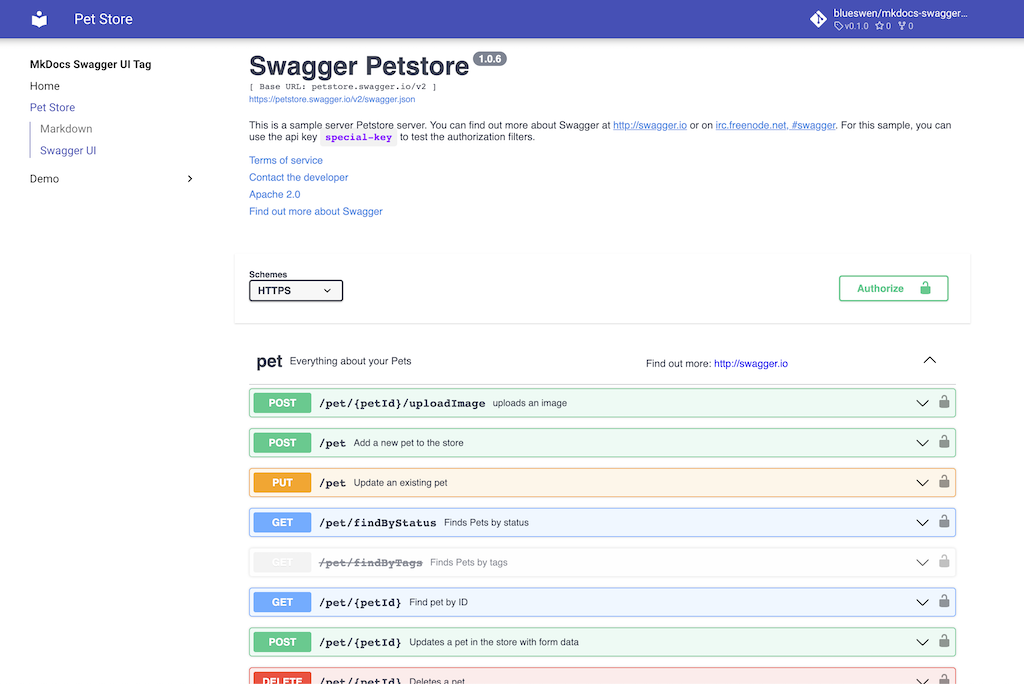 Pet Store
blueswen/mkdocs-swagger...
v0.1.0 0 0
MkDocs Swagger UI Tag
Home
Pet Store
Markdown
Swagger UI
Demo
Swagger Petstore 1.0.6
[ Base URL: petstore.swagger.io/v2 ]
https://petstore.swagger.io/v2/swagger.json
This is a sample server Petstore server. You can find out more about Swagger at http://swagger.io or on irc.freenode.net, #swagger. For this sample, you can
use the api key special-key to test the authorization filters.
Terms of service
Contact the developer
Apache 2.0
Find out more about Swagger
Schemes
HTTPS
Authorize
pet Everything about your Pets Find out more: http://swagger.io
POST /pet/{petId}/uploadImage uploads an image
POST /pet Add a new pet to the store
PUT /pet Update an existing pet
GET /pet/findByStatus Finds Pets by status
GET /pet/findByTags Finds Pets by tags
GET /pet/{petId} Find pet by ID
POST /pet/{petId} Updates a pet in the store with form data
DELETE /pet/{petId} Deletes a pet